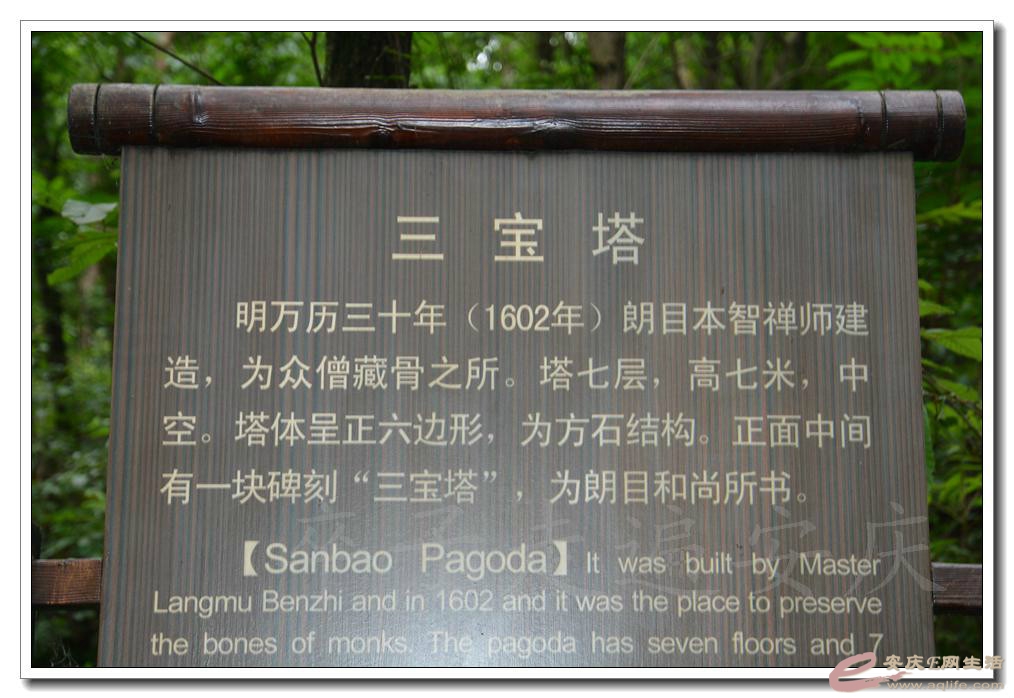 三宝塔
明万历三十年（1602年）朗目本智禅师建
造，为众僧藏骨之所。塔七层，高七米，中
空。塔体呈正六边形，为方石结构。正面中间
有一块碑刻“三宝塔”，为朗目和尚所书。
【Sanbao Pagoda】It was built by Master
Langmu Benzhi and in 1602 and it was the place to preserve
the bones of monks. The pagoda has seven floors and 7
安庆E网生活
www.aqlife.com